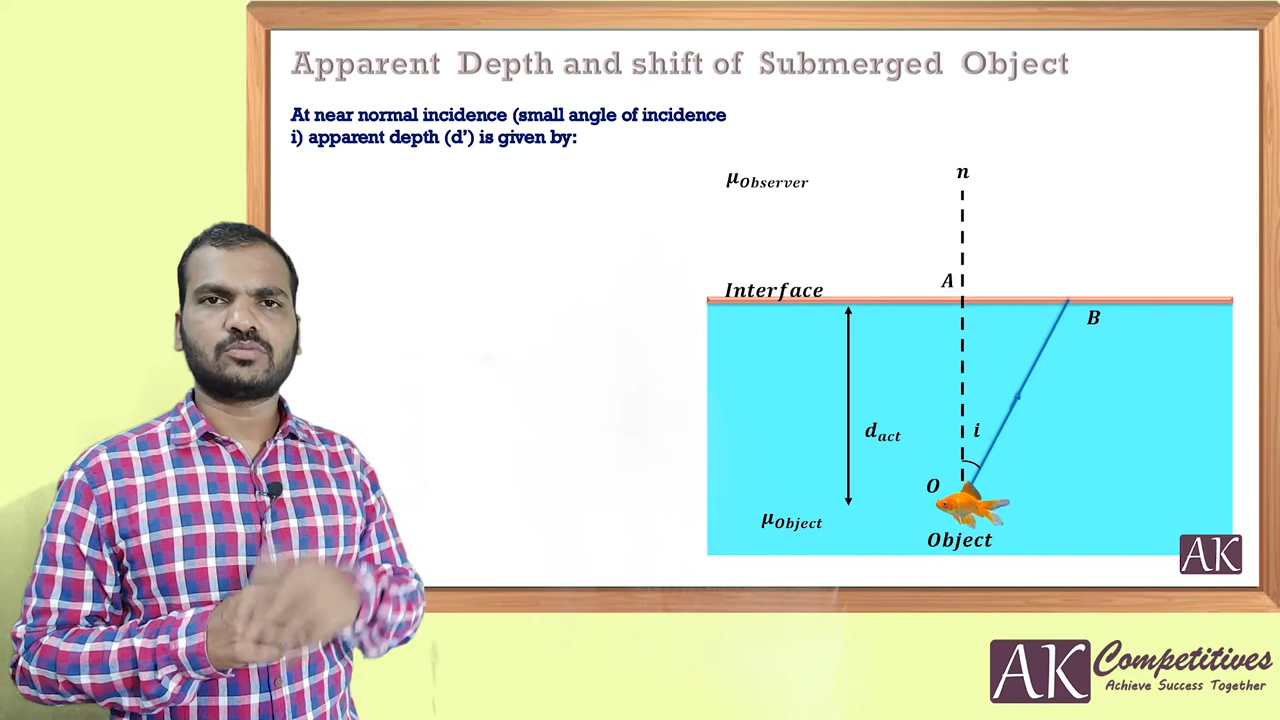 Apparent Depth and shift of Submerged Object
At near normal incidence (small angle of incidence
i) apparent depth (d’) is given by:
μObserver
n
A
Interface
B
dact
i
O
μObject
Object
AK
AK Competitives
Achieve Success Together